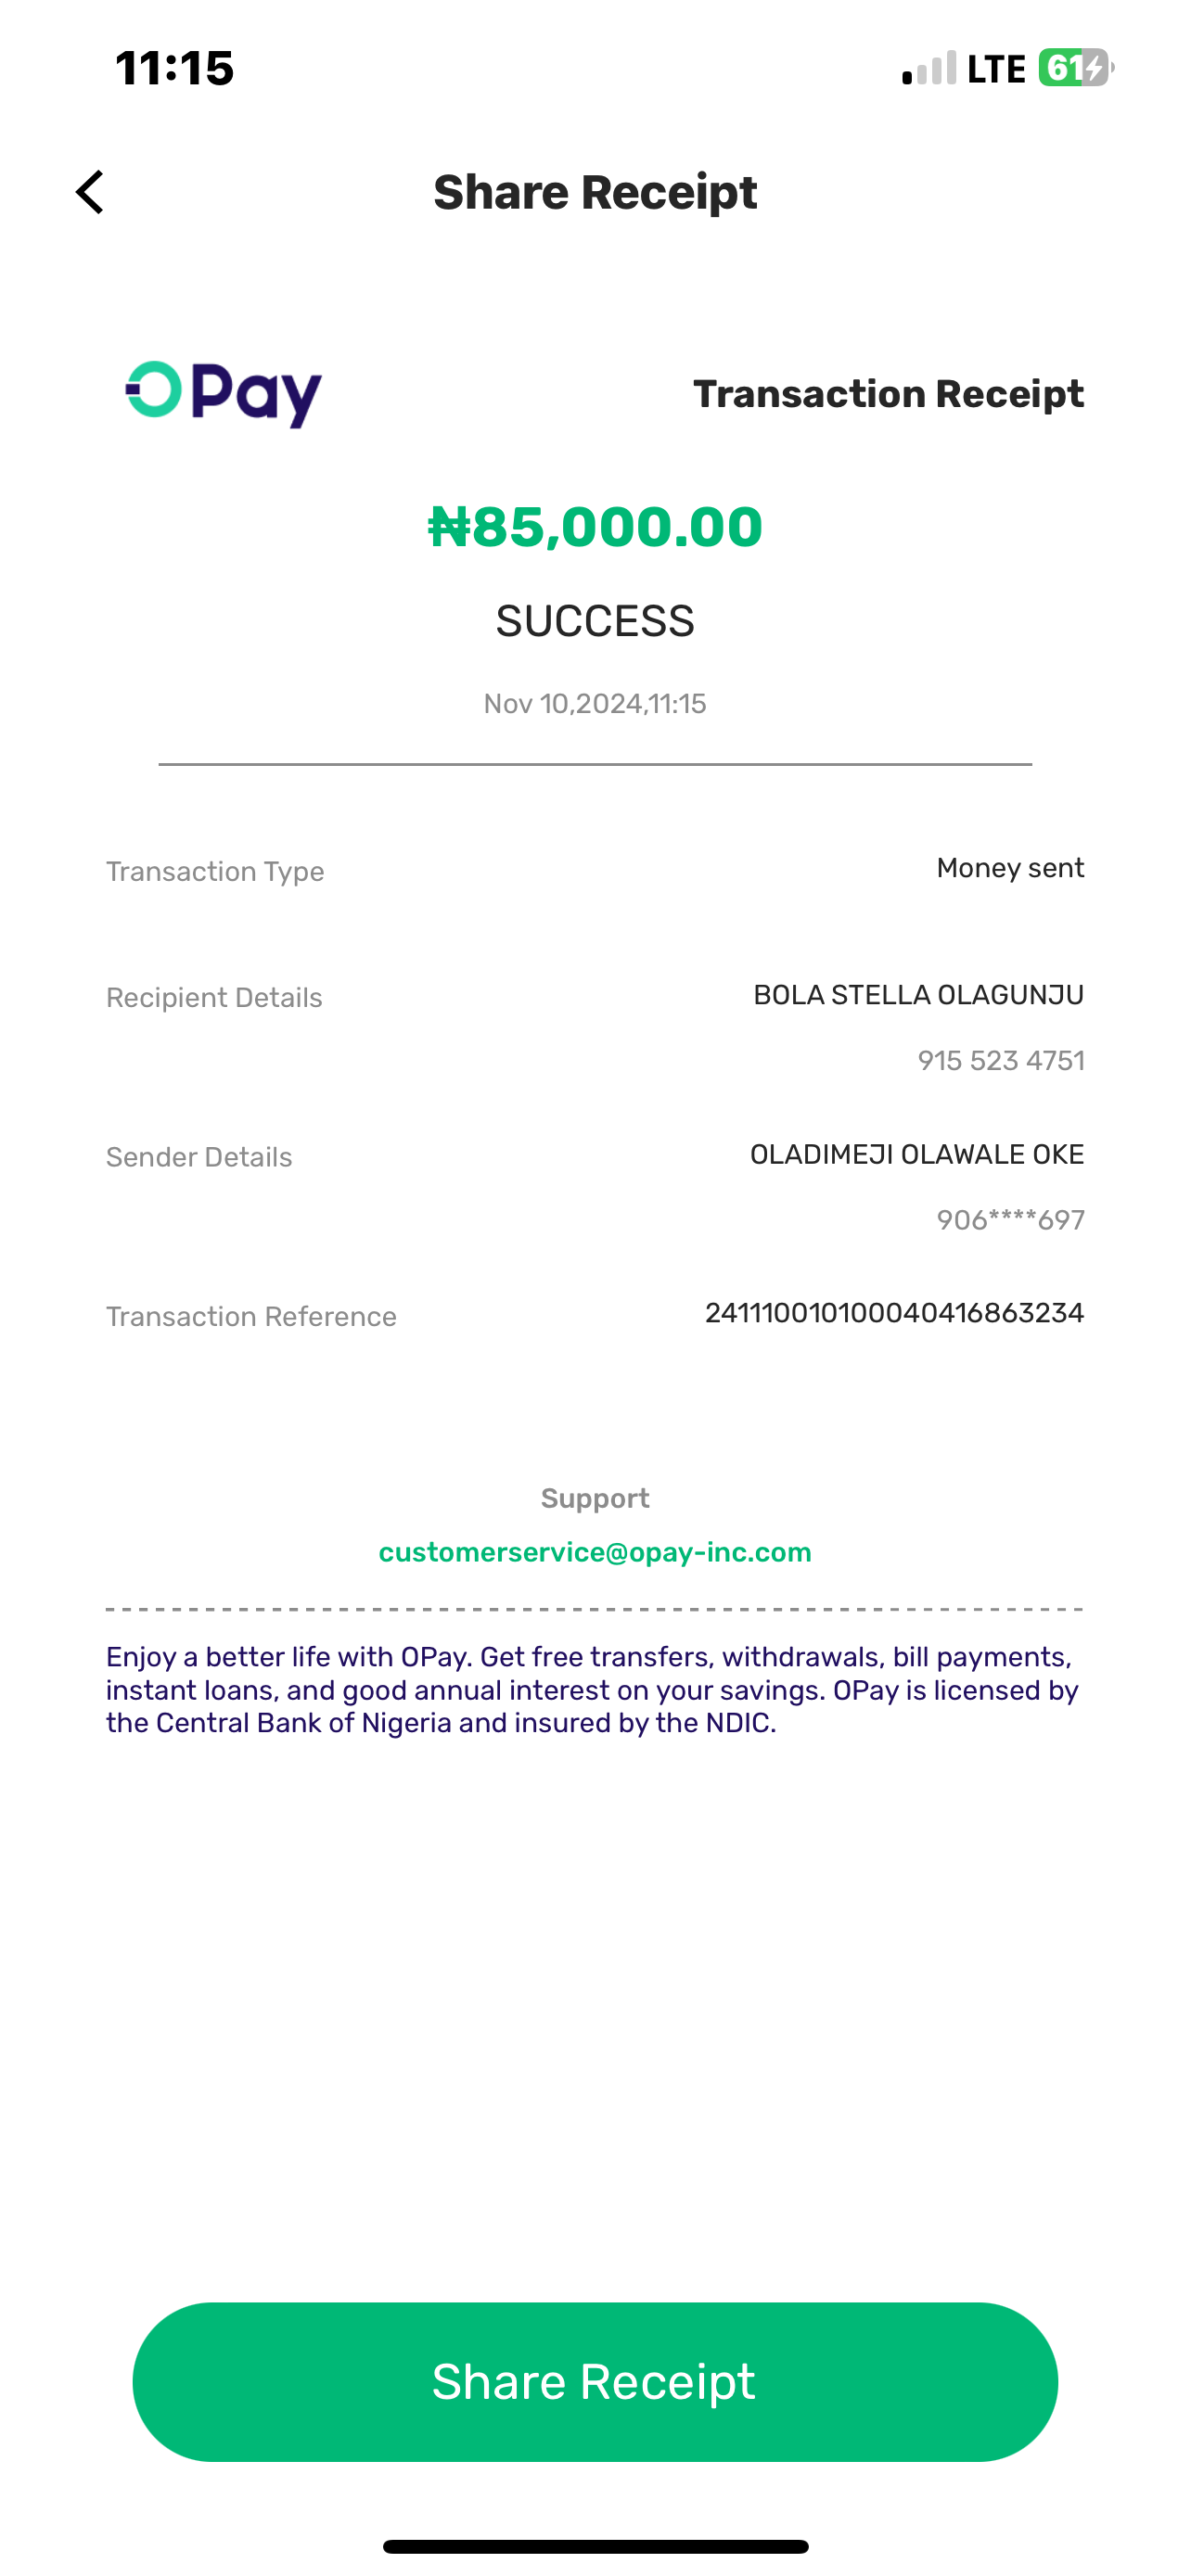 11:15 LTE 61
Share Receipt
OPay Transaction Receipt
₦85,000.00
SUCCESS
Nov 10,2024,11:15
Transaction Type Money sent
Recipient Details BOLA STELLA OLAGUNJU
915 523 4751
Sender Details OLADIMEJI OLAWALE OKE
906****697
Transaction Reference 241110010100040416863234
Support
customerservice@opay-inc.com
Enjoy a better life with OPay. Get free transfers, withdrawals, bill payments,
instant loans, and good annual interest on your savings. OPay is licensed by
the Central Bank of Nigeria and insured by the NDIC.
Share Receipt